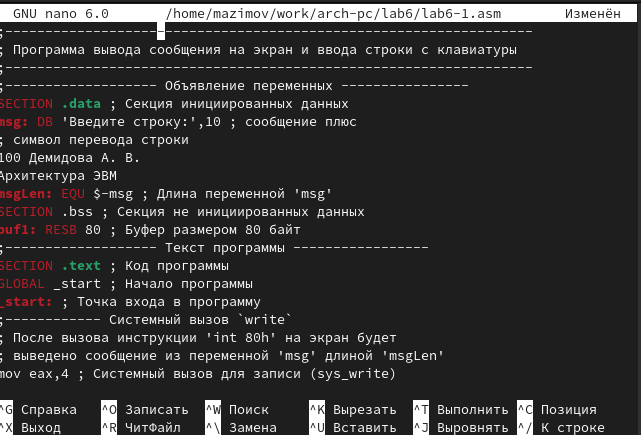 GNU nano 6.0 /home/mazimov/work/arch-pc/lab6/lab6-1.asm Изменён
;--------------------------------------------------------------------
; Программа вывода сообщения на экран и ввода строки с клавиатуры
;--------------------------------------------------------------------
;------------------- Объявление переменных ----------------
SECTION .data ; Секция инициированных данных
msg: DB 'Введите строку:',10 ; сообщение плюс
; символ перевода строки
100 Демидова А. В.
Архитектура ЭВМ
msgLen: EQU $-msg ; Длина переменной 'msg'
SECTION .bss ; Секция не инициированных данных
buf1: RESB 80 ; Буфер размером 80 байт
;------------------- Текст программы -----------------
SECTION .text ; Код программы
GLOBAL _start ; Начало программы
_start: ; Точка входа в программу
;------------ Системный вызов `write`
; После вызова инструкции 'int 80h' на экран будет
; выведено сообщение из переменной 'msg' длиной 'msgLen'
mov eax,4 ; Системный вызов для записи (sys_write)
^G Справка ^O Записать ^W Поиск ^K Вырезать ^T Выполнить ^C Позиция
^X Выход ^R ЧитФайл ^\ Замена ^U Вставить ^J Выровнять ^/ К строке